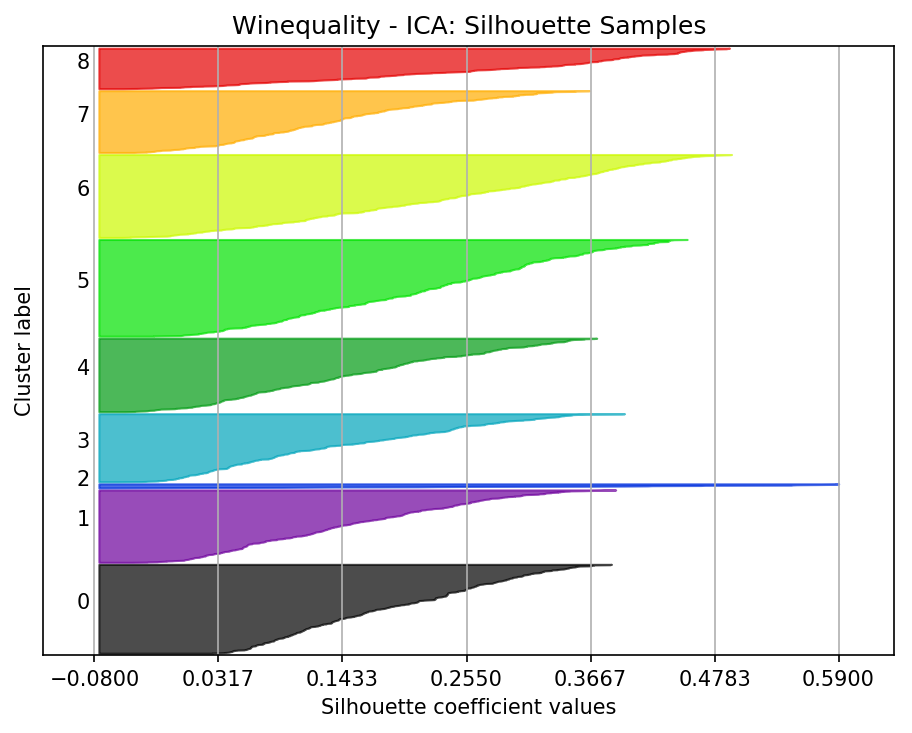 Winequality - ICA: Silhouette Samples
8
7
6
5
4
3
2
1
0
Cluster label
−0.0800 0.0317 0.1433 0.2550 0.3667 0.4783 0.5900
Silhouette coefficient values